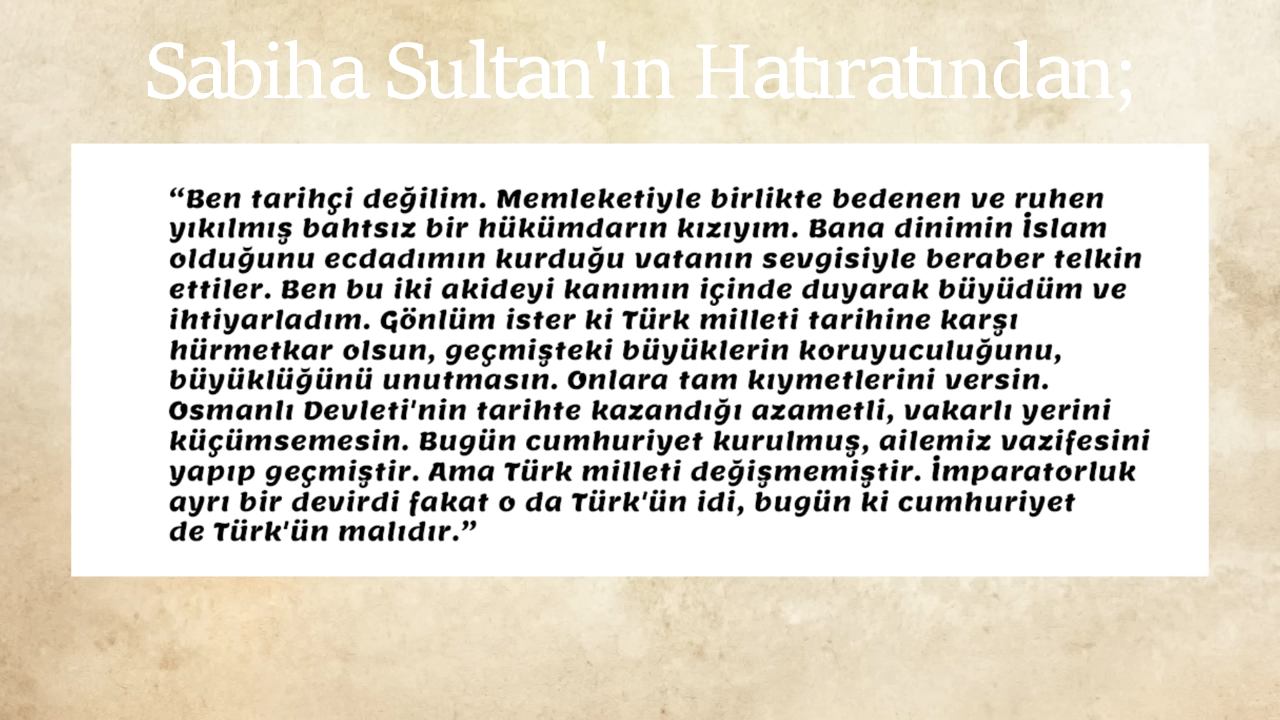 Sabiha Sultan'ın Hatıratından;
“Ben tarihçi değilim. Memleketiyle birlikte bedenen ve ruhen
yıkılmış bahtsız bir hükümdarın kızıyım. Bana dinimin İslam
olduğunu ecdadımın kurduğu vatanın sevgisiyle beraber telkin
ettiler. Ben bu iki akideyi kanımın içinde duyarak büyüdüm ve
ihtiyarladım. Gönlüm ister ki Türk milleti tarihine karşı
hürmetkar olsun, geçmişteki büyüklerin koruyuculuğunu,
büyüklüğünü unutmasın. Onlara tam kıymetlerini versin.
Osmanlı Devleti'nin tarihte kazandığı azametli, vakarlı yerini
küçümsemesin. Bugün cumhuriyet kurulmuş, ailemiz vazifesini
yapıp geçmiştir. Ama Türk milleti değişmemiştir. İmparatorluk
ayrı bir devirdi fakat o da Türk'ün idi, bugün ki cumhuriyet
de Türk'ün malıdır.”